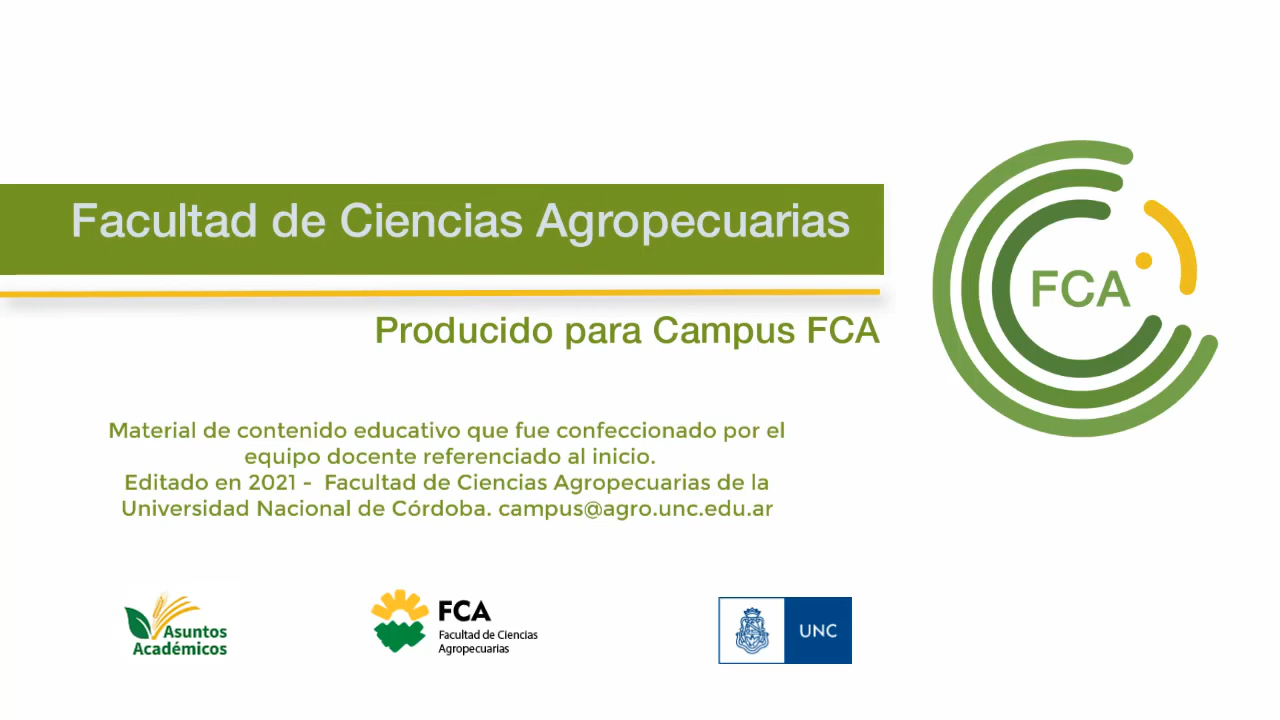 Facultad de Ciencias Agropecuarias
FCA
Producido para Campus FCA
Material de contenido educativo que fue confeccionado por el
equipo docente referenciado al inicio.
Editado en 2021 - Facultad de Ciencias Agropecuarias de la
Universidad Nacional de Córdoba. campus@agro.unc.edu.ar
Asuntos
Académicos
FCA
Facultad de Ciencias
Agropecuarias
UNC